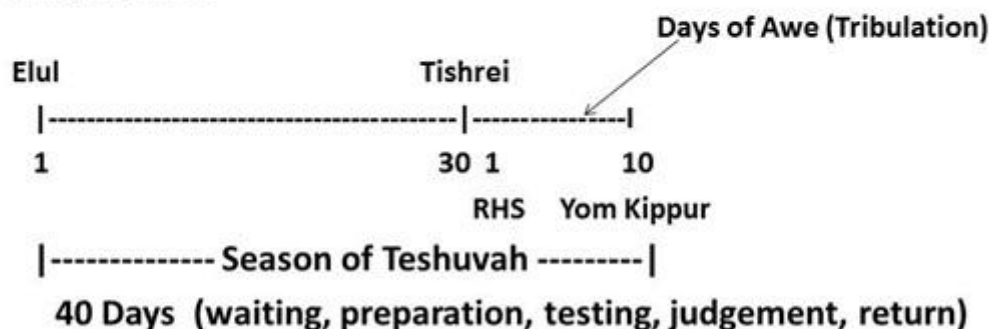 Days of Awe (Tribulation)
Elul Tishrei
|------------------------------------------|----------------|
1 30 1 10
RHS Yom Kippur
|-------------- Season of Teshuvah ---------|
40 Days (waiting, preparation, testing, judgement, return)